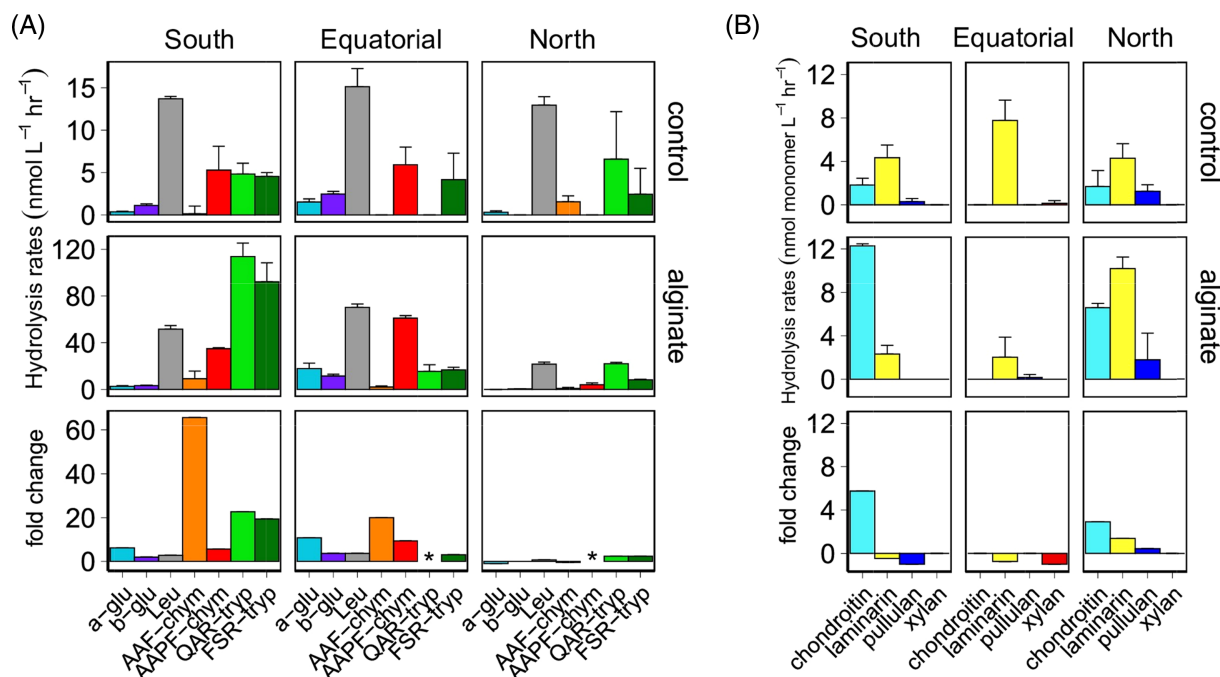 (A)
South Equatorial North
Hydrolysis rates (nmol L⁻¹ hr⁻¹)
15
10
5
0
control
120
80
40
0
alginate
fold change
60
40
20
0
*
*
a-glu
b-glu
Leu
AAF-chym
AAPF-chym
QAR-tryp
FSR-tryp
a-glu
b-glu
Leu
AAF-chym
AAPF-chym
QAR-tryp
FSR-tryp
a-glu
b-glu
Leu
AAF-chym
AAPF-chym
QAR-tryp
FSR-tryp
(B)
South Equatorial North
Hydrolysis rates (nmol monomer L⁻¹ hr⁻¹)
12
8
4
0
control
12
8
4
0
alginate
fold change
12
8
4
0
chondroitin
laminarin
pullulan
xylan
chondroitin
laminarin
pullulan
xylan
chondroitin
laminarin
pullulan
xylan